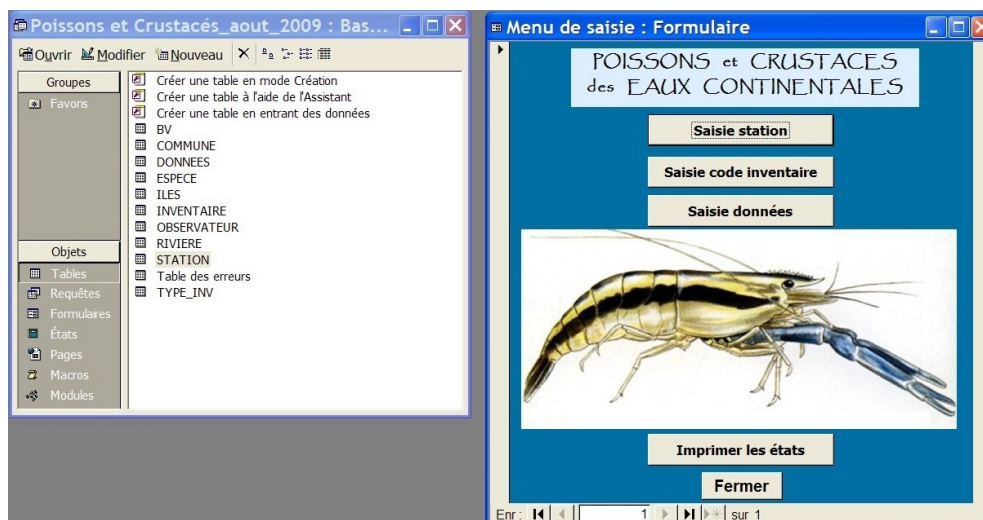 Poissons et Crustacés_aout_2009 : Bas...
Ouvrir Modifier Nouveau
Groupes
Favoris
Objets
Tables
Requêtes
Formulaires
États
Pages
Macros
Modules
Créer une table en mode Création
Créer une table à l'aide de l'Assistant
Créer une table en entrant des données
BV
COMMUNE
DONNEES
ESPECE
ILES
INVENTAIRE
OBSERVATEUR
RIVIERE
STATION
Table des erreurs
TYPE_INV
Menu de saisie : Formulaire
POISSONS et CRUSTACES
des EAUX CONTINENTALES
Saisie station
Saisie code inventaire
Saisie données
Imprimer les états
Fermer
Enr : 1 sur 1